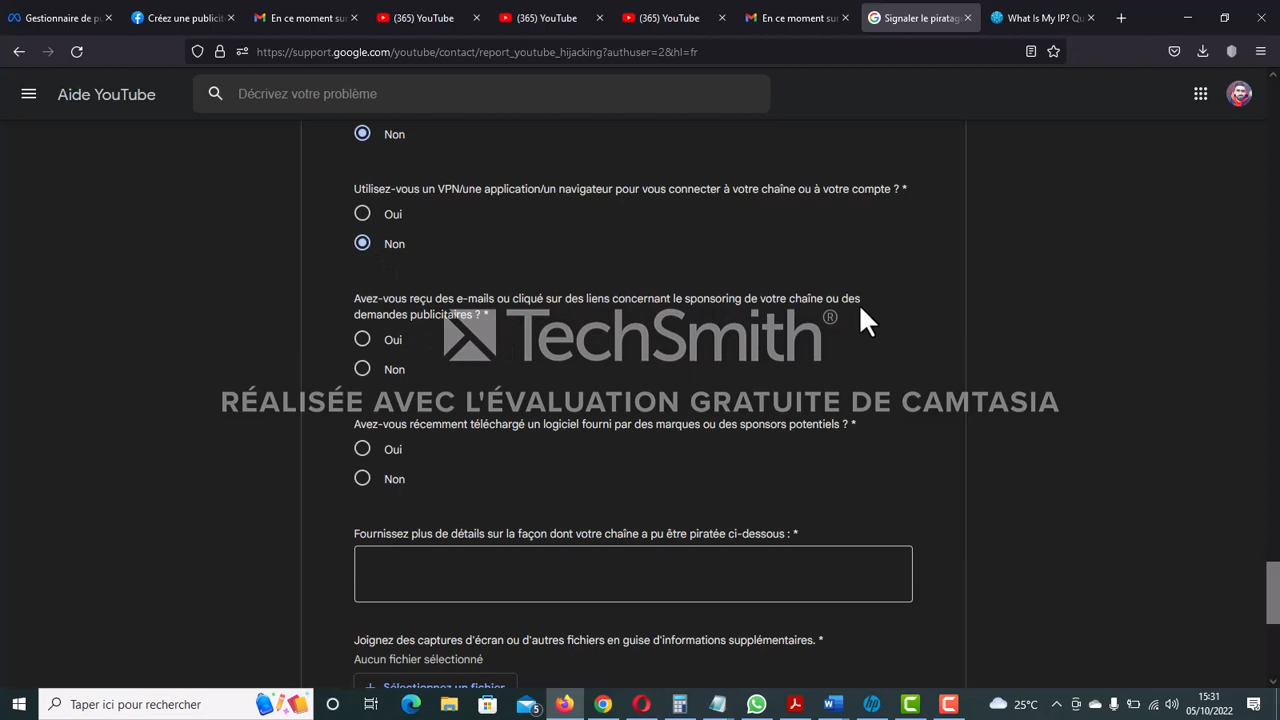 Gestionnaire de pu
Créez une publicit
En ce moment sur
(365) YouTube
(365) YouTube
(365) YouTube
En ce moment sur
Signaler le piratag
What Is My IP? Qu
https://support.google.com/youtube/contact/report_youtube_hijacking?authuser=2&hl=fr
Aide YouTube
Décrivez votre problème
Non
Utilisez-vous un VPN/une application/un navigateur pour vous connecter à votre chaîne ou à votre compte ? *
Oui
Non
Avez-vous reçu des e-mails ou cliqué sur des liens concernant le sponsoring de votre chaîne ou des
demandes publicitaires ? *
TechSmith®
Oui
Non
RÉALISÉE AVEC L'ÉVALUATION GRATUITE DE CAMTASIA
Avez-vous récemment téléchargé un logiciel fourni par des marques ou des sponsors potentiels ? *
Oui
Non
Fournissez plus de détails sur la façon dont votre chaîne a pu être piratée ci-dessous : *
Joignez des captures d'écran ou d'autres fichiers en guise d'informations supplémentaires. *
Aucun fichier sélectionné
+ Sélectionnez un fichier
Taper ici pour rechercher
5
25°C
15:31
05/10/2022